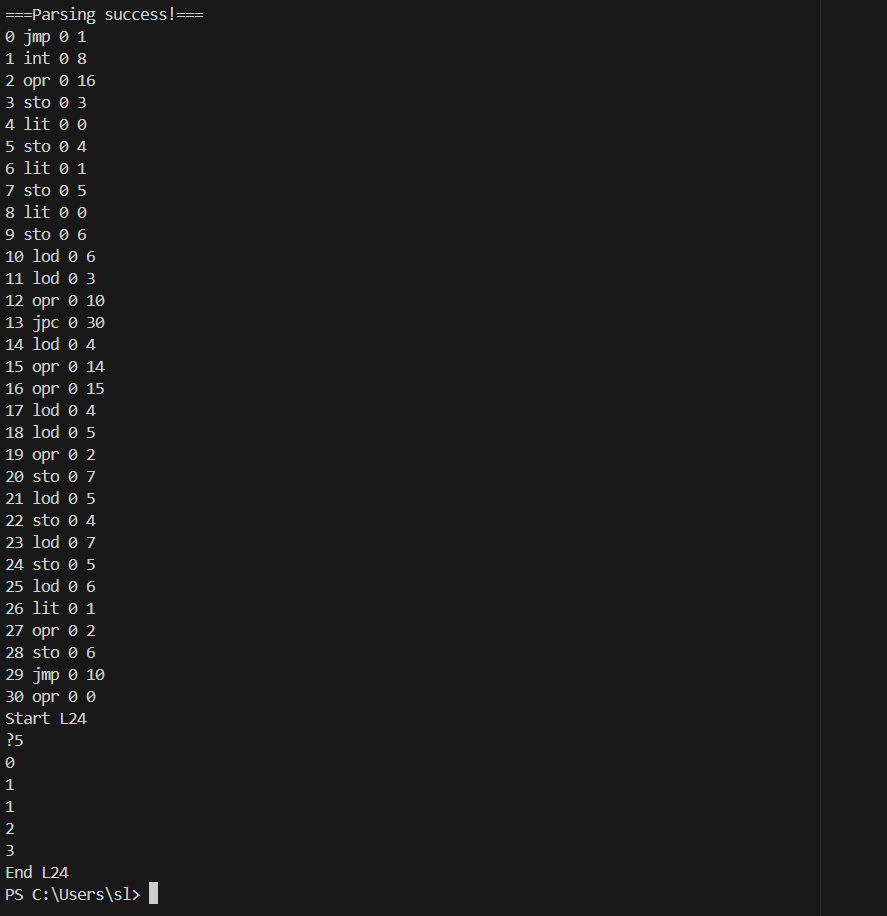 ===Parsing success!===
0 jmp 0 1
1 int 0 8
2 opr 0 16
3 sto 0 3
4 lit 0 0
5 sto 0 4
6 lit 0 1
7 sto 0 5
8 lit 0 0
9 sto 0 6
10 lod 0 6
11 lod 0 3
12 opr 0 10
13 jpc 0 30
14 lod 0 4
15 opr 0 14
16 opr 0 15
17 lod 0 4
18 lod 0 5
19 opr 0 2
20 sto 0 7
21 lod 0 5
22 sto 0 4
23 lod 0 7
24 sto 0 5
25 lod 0 6
26 lit 0 1
27 opr 0 2
28 sto 0 6
29 jmp 0 10
30 opr 0 0
Start L24
?5
0
1
1
2
3
End L24
PS C:\Users\sl>